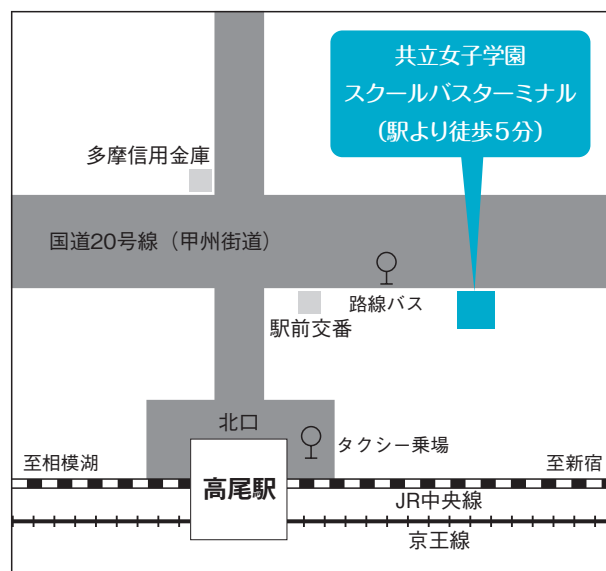 共立女子学園
スクールバスターミナル
（駅より徒歩5分）
多摩信用金庫
国道20号線（甲州街道）
路線バス
駅前交番
北口
タクシー乗場
至相模湖
至新宿
高尾駅
JR中央線
京王線